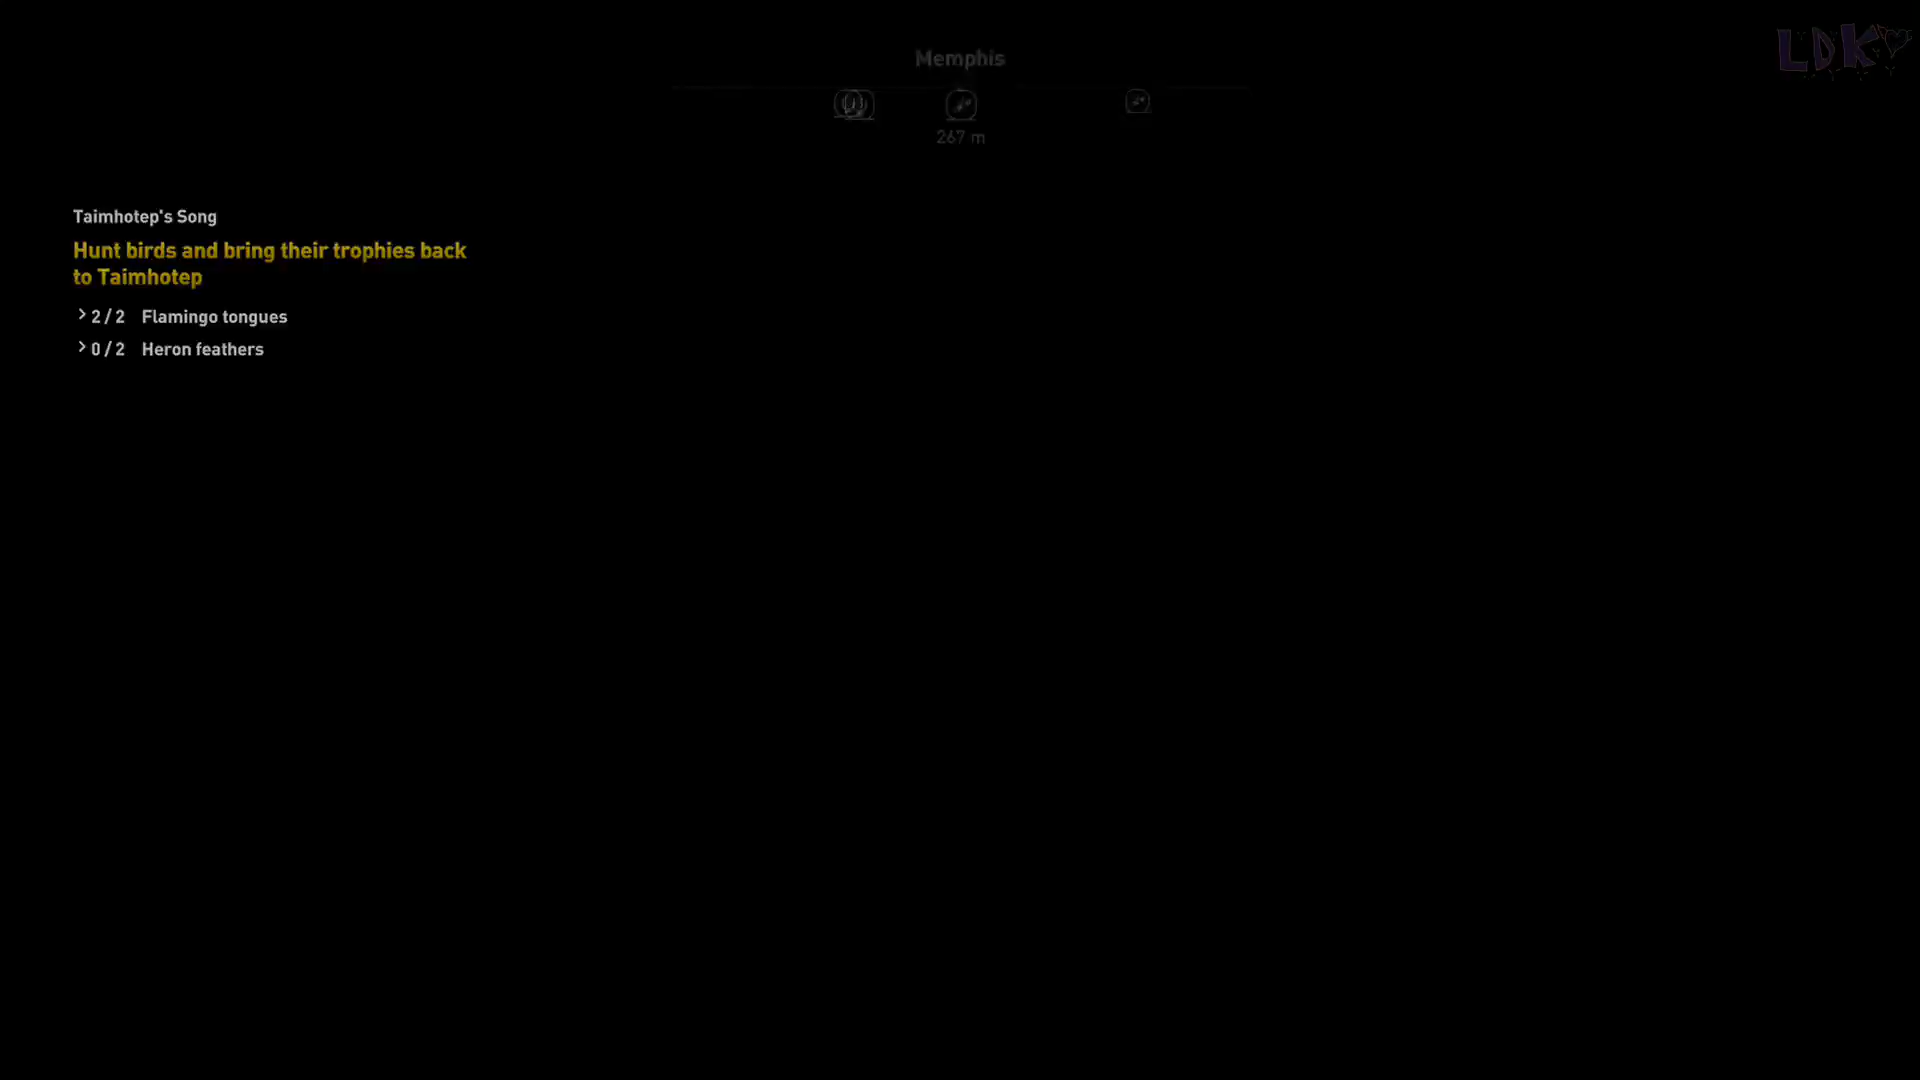 LDK
Memphis
267 m
Taimhotep's Song
Hunt birds and bring their trophies back
to Taimhotep
2 / 2 Flamingo tongues
0 / 2 Heron feathers